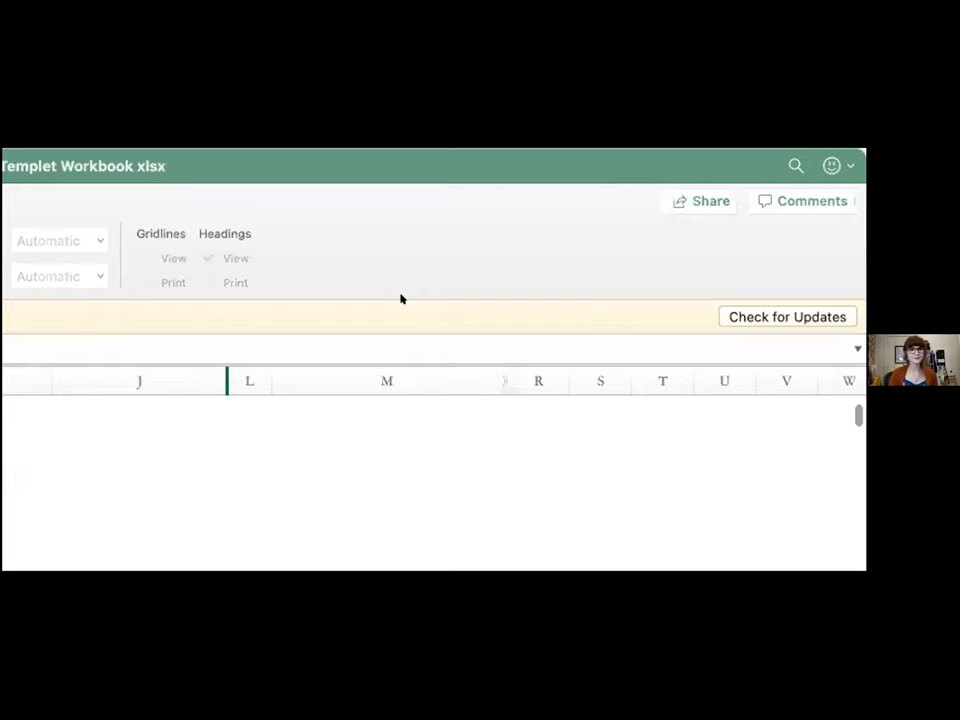 Templet Workbook xlsx
Share Comments
Automatic Gridlines Headings
View View
Automatic Print Print
Check for Updates
J L M R S T U V W